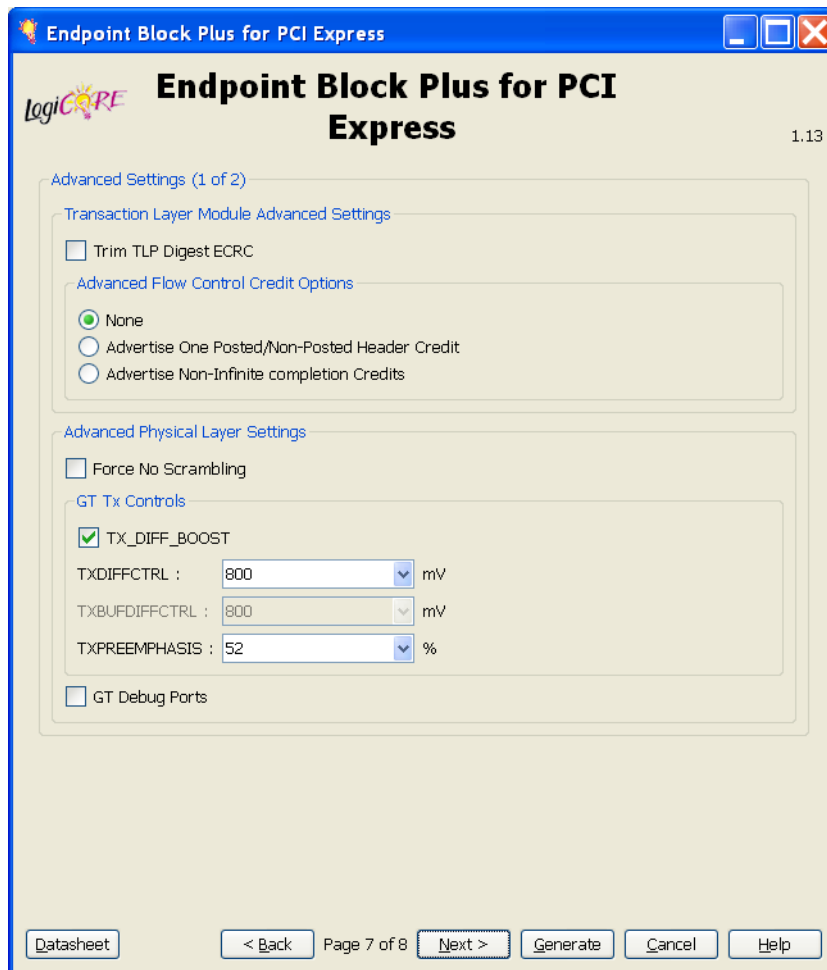 Endpoint Block Plus for PCI Express
LogiCORE
Endpoint Block Plus for PCI
Express
1.13
Advanced Settings (1 of 2)
Transaction Layer Module Advanced Settings
Trim TLP Digest ECRC
Advanced Flow Control Credit Options
None
Advertise One Posted/Non-Posted Header Credit
Advertise Non-Infinite completion Credits
Advanced Physical Layer Settings
Force No Scrambling
GT Tx Controls
TX_DIFF_BOOST
TXDIFFCTRL : 800 mV
TXBUFDIFFCTRL : 800 mV
TXPREEMPHASIS : 52 %
GT Debug Ports
Datasheet < Back Page 7 of 8 Next > Generate Cancel Help